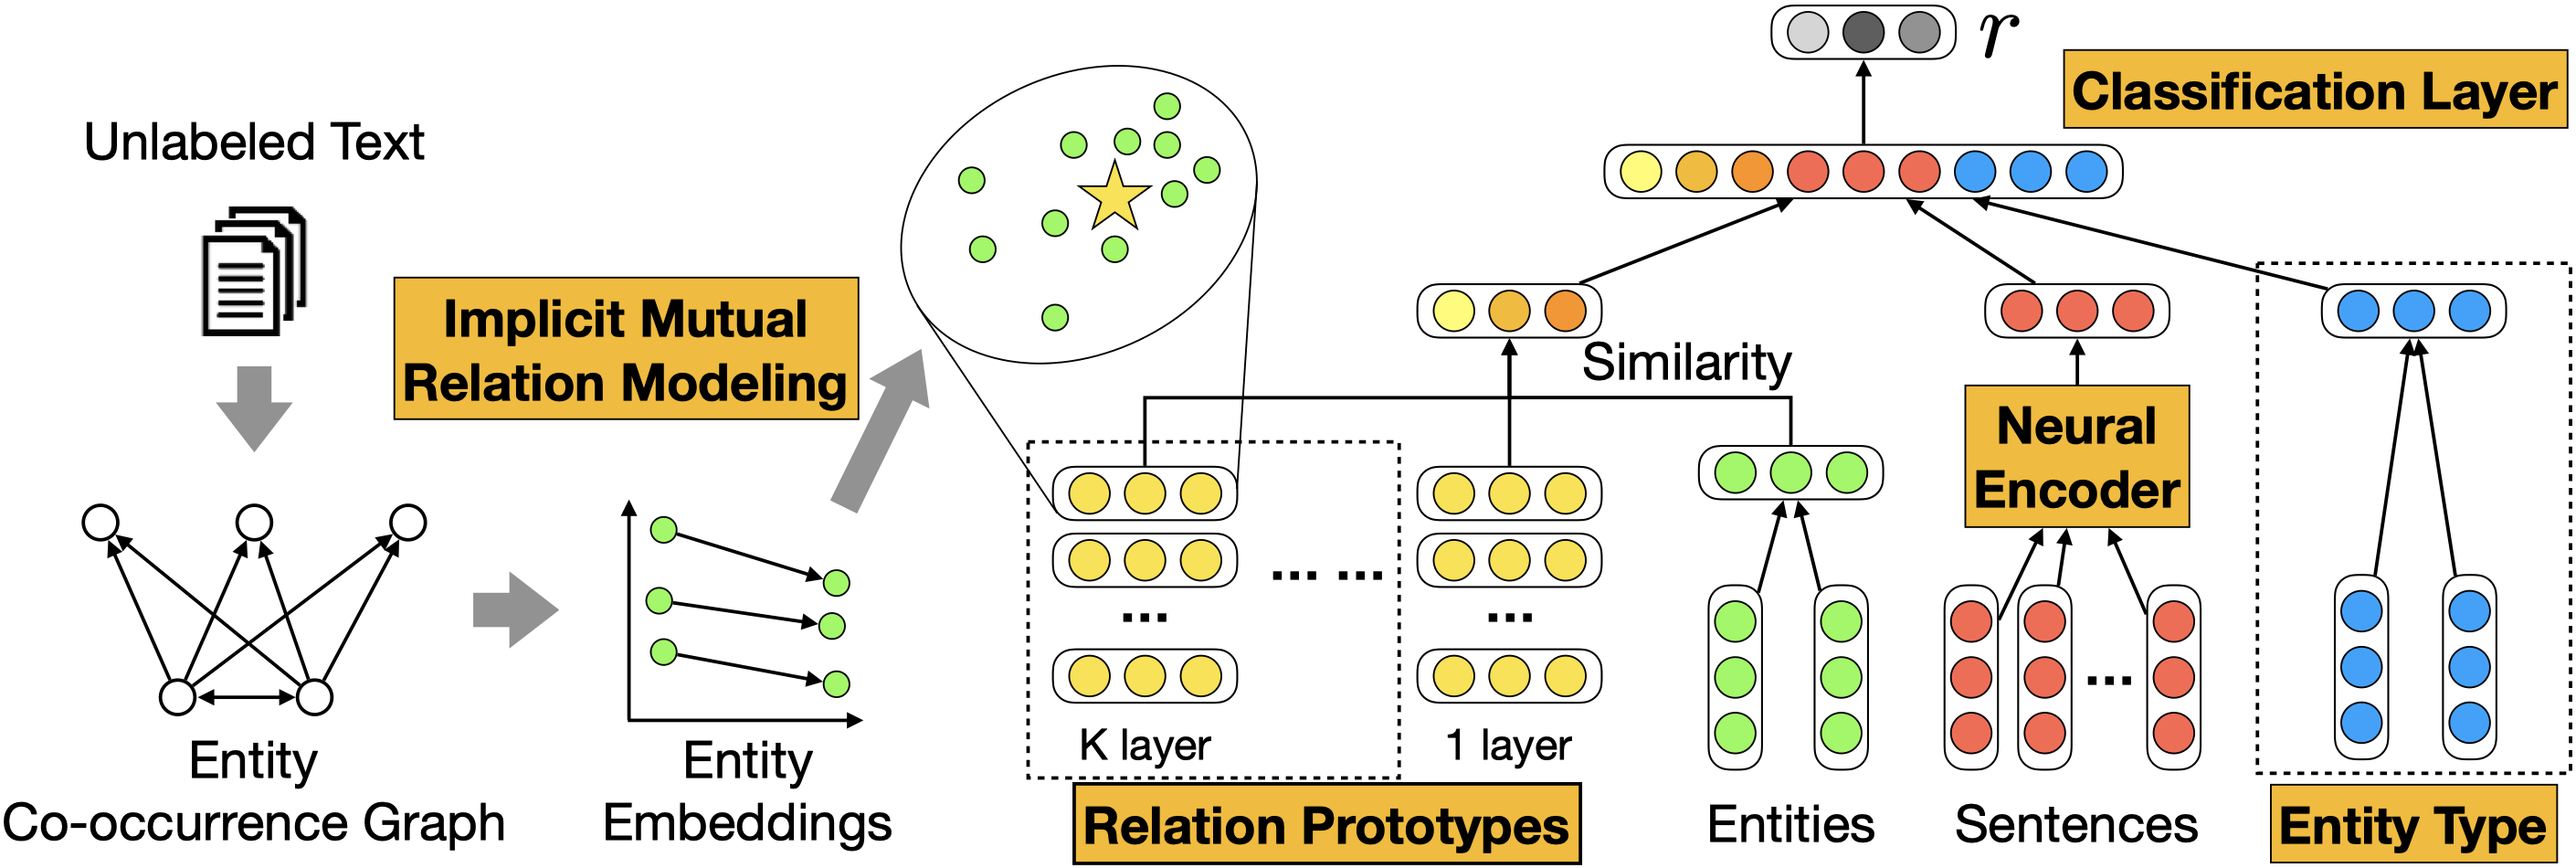 Unlabeled Text
Entity
Co-occurrence Graph
Entity
Embeddings
Implicit Mutual
Relation Modeling
K layer
... ...
...
1 layer
...
Relation Prototypes
Similarity
Entities
Neural
Encoder
...
Sentences
Entity Type
Classification Layer
r